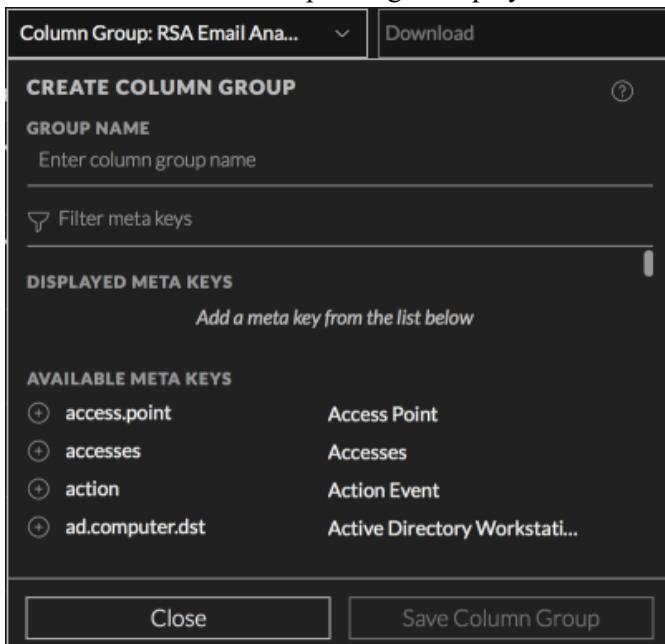 Column Group: RSA Email Ana... Download
CREATE COLUMN GROUP
GROUP NAME
Enter column group name
Filter meta keys
DISPLAYED META KEYS
Add a meta key from the list below
AVAILABLE META KEYS
access.point Access Point
accesses Accesses
action Action Event
ad.computer.dst Active Directory Workstati...
Close Save Column Group